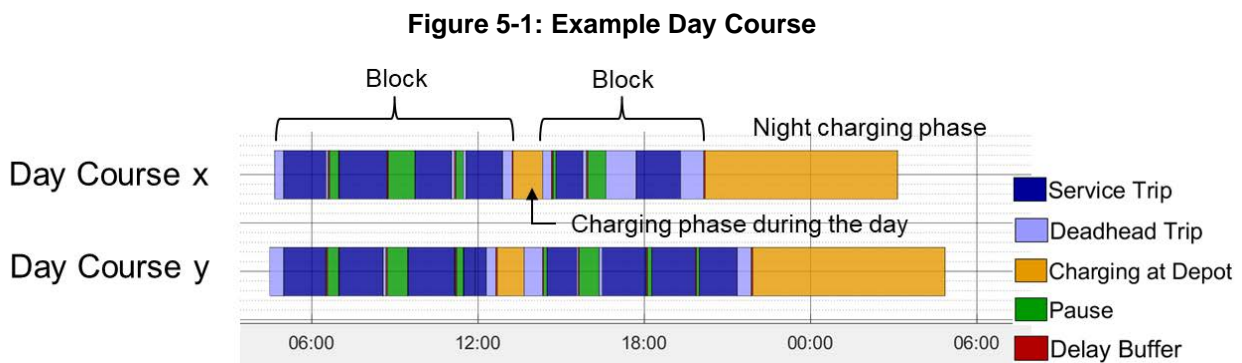 Figure 5-1: Example Day Course
Block
Block
Night charging phase
Day Course x
Charging phase during the day
Day Course y
Service Trip
Deadhead Trip
Charging at Depot
Pause
Delay Buffer
06:00
12:00
18:00
00:00
06:00